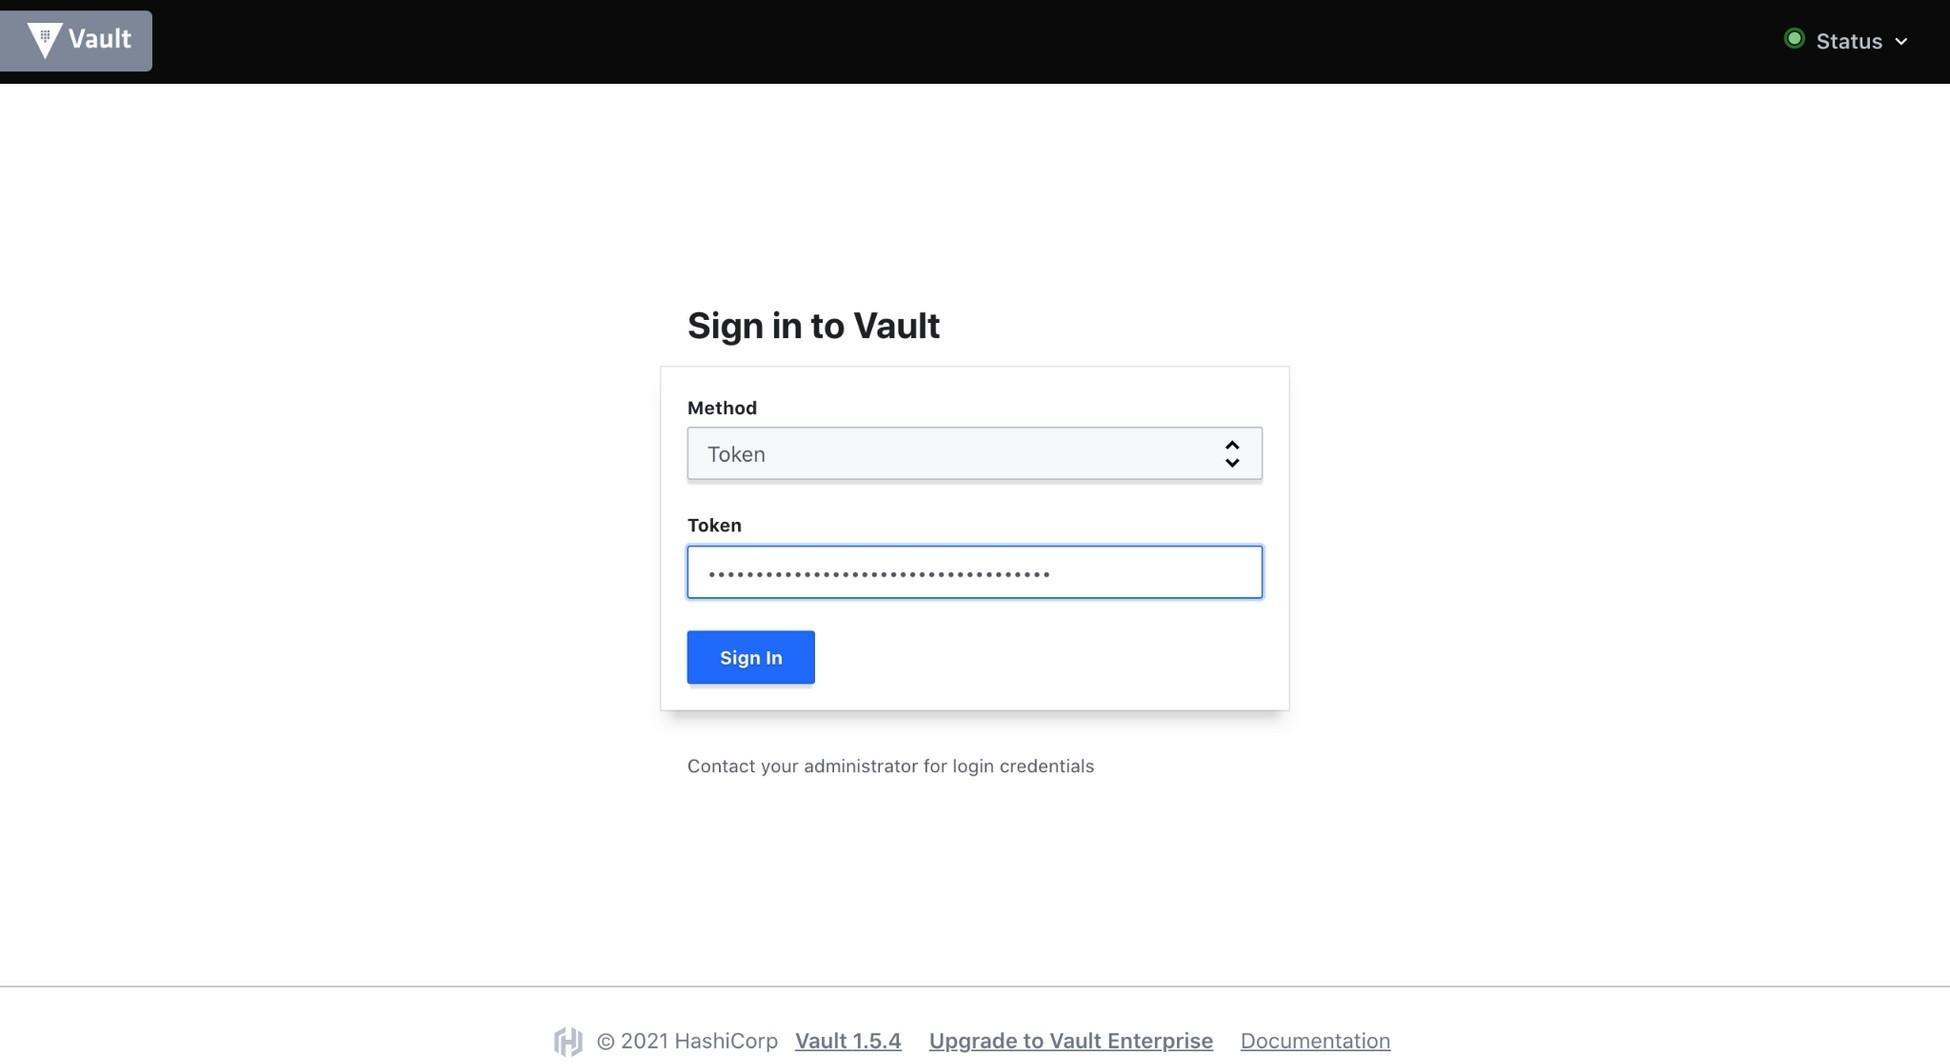 Vault
Status
Sign in to Vault
Method
Token
Token
••••••••••••••••••••••••••••••••••••
Sign In
Contact your administrator for login credentials
© 2021 HashiCorp Vault 1.5.4 Upgrade to Vault Enterprise Documentation